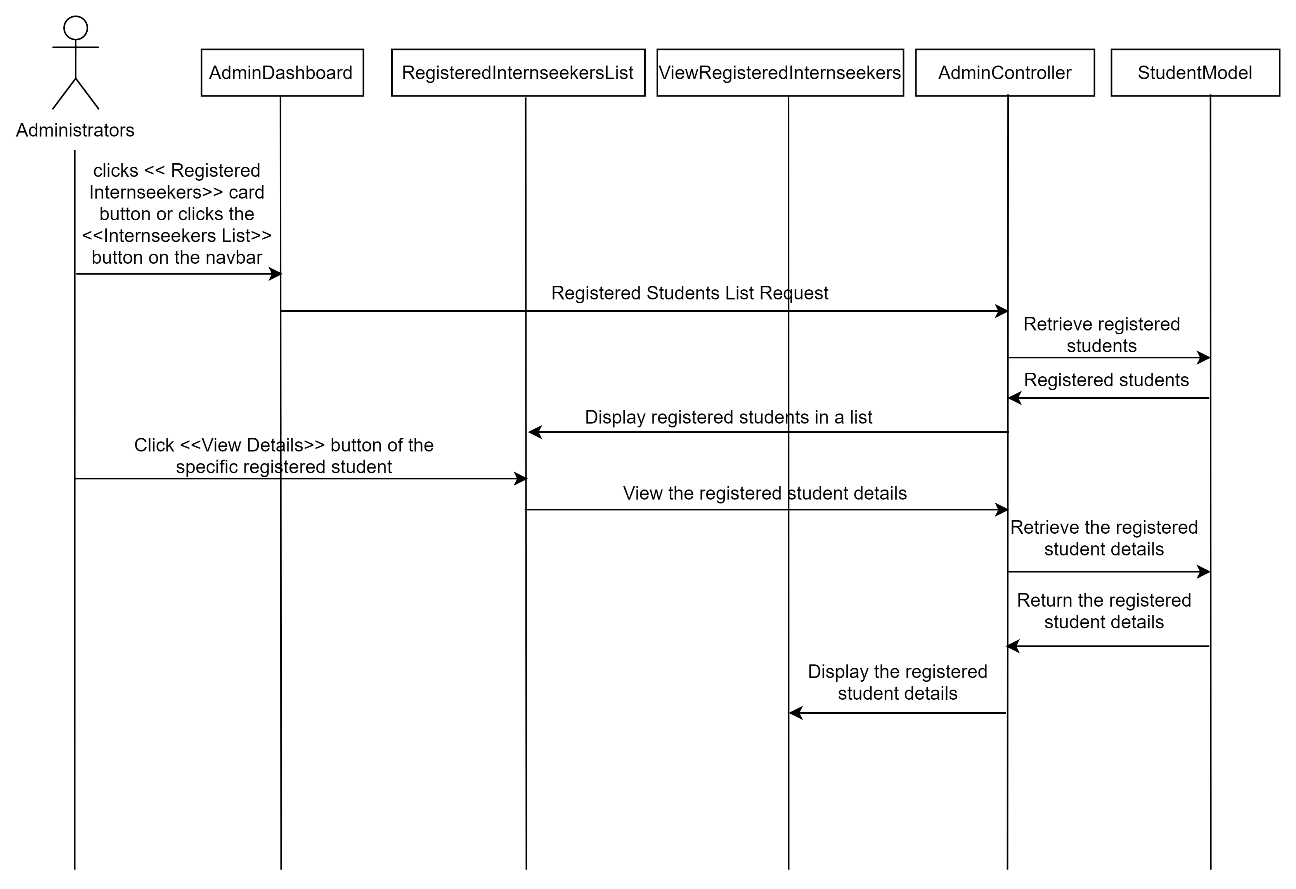 AdminDashboard
RegisteredInternseekersList
ViewRegisteredInternseekers
AdminController
StudentModel
Administrators
clicks << Registered
Internseekers>> card
button or clicks the
<<Internseekers List>>
button on the navbar
Registered Students List Request
Retrieve registered
students
Registered students
Display registered students in a list
Click <<View Details>> button of the
specific registered student
View the registered student details
Retrieve the registered
student details
Return the registered
student details
Display the registered
student details